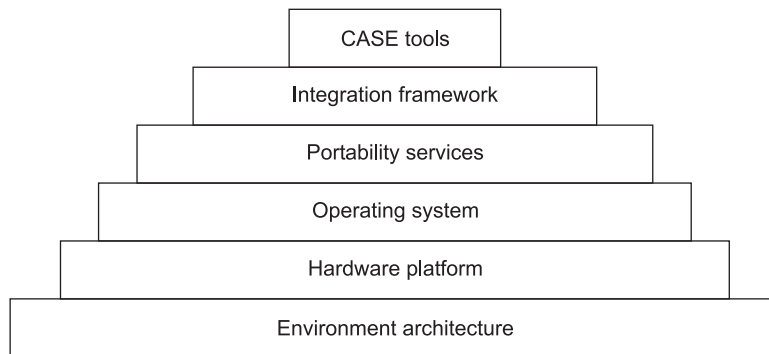 CASE tools
Integration framework
Portability services
Operating system
Hardware platform
Environment architecture